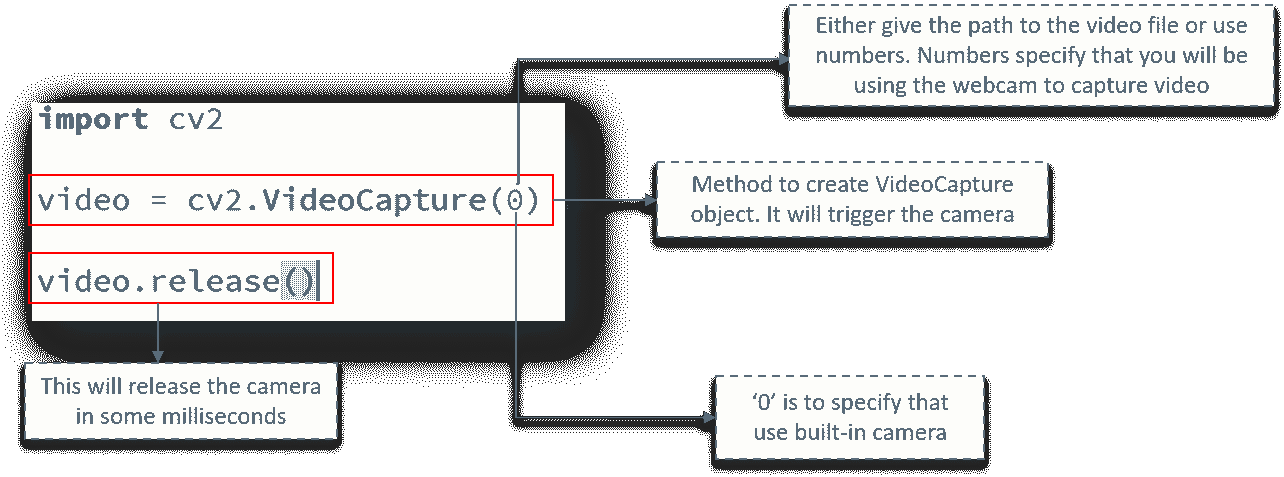 Either give the path to the video file or use
numbers. Numbers specify that you will be
using the webcam to capture video
import cv2
video = cv2.VideoCapture(0)
video.release()
Method to create VideoCapture
object. It will trigger the camera
This will release the camera
in some milliseconds
‘0’ is to specify that
use built-in camera